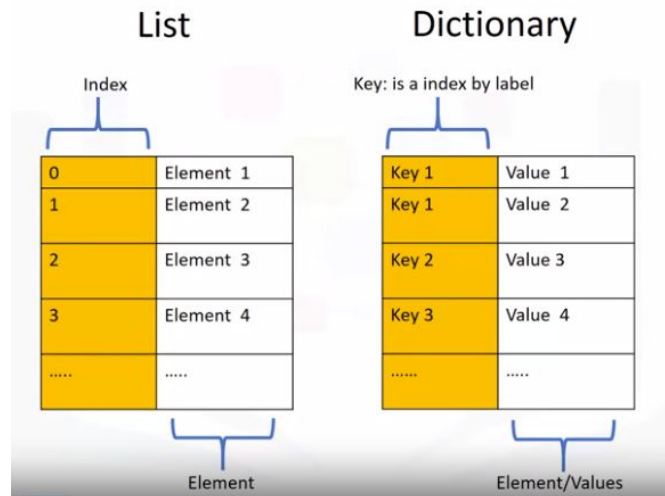 List
Index
0 Element 1
1 Element 2
2 Element 3
3 Element 4
..... .....
Element
Dictionary
Key: is a index by label
Key 1 Value 1
Key 1 Value 2
Key 2 Value 3
Key 3 Value 4
...... .....
Element/Values